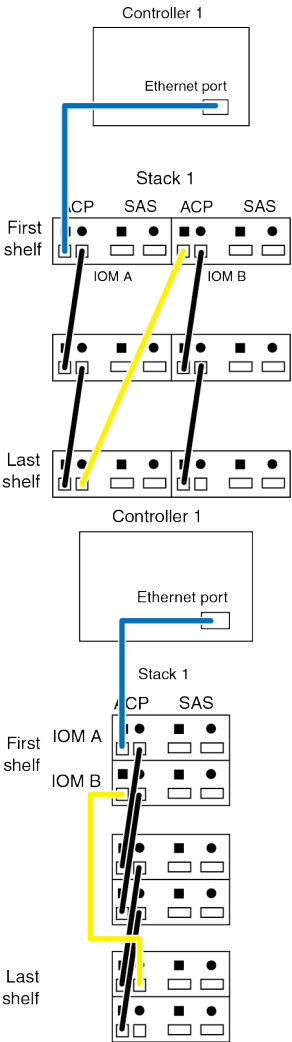 Controller 1
Ethernet port
Stack 1
ACP SAS ACP SAS
First shelf
IOM A IOM B
Last shelf
Controller 1
Ethernet port
Stack 1
ACP SAS
IOM A
First shelf
IOM B
Last shelf